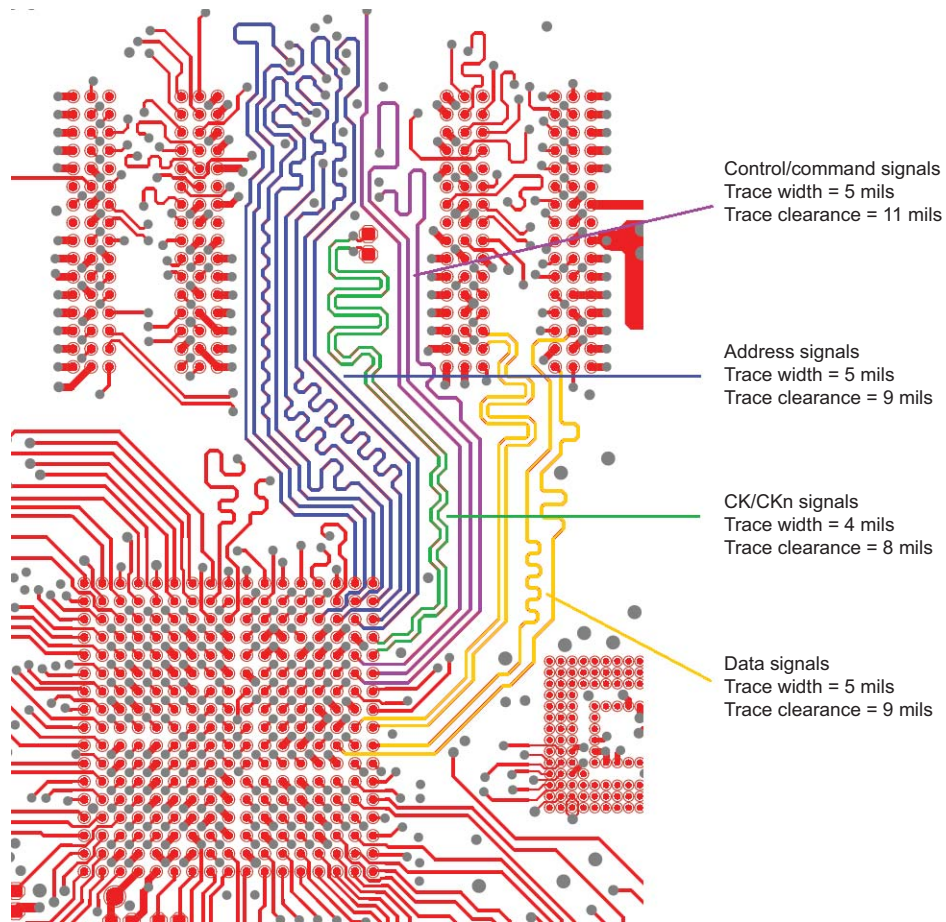 Control/command signals
Trace width = 5 mils
Trace clearance = 11 mils
Address signals
Trace width = 5 mils
Trace clearance = 9 mils
CK/CKn signals
Trace width = 4 mils
Trace clearance = 8 mils
Data signals
Trace width = 5 mils
Trace clearance = 9 mils